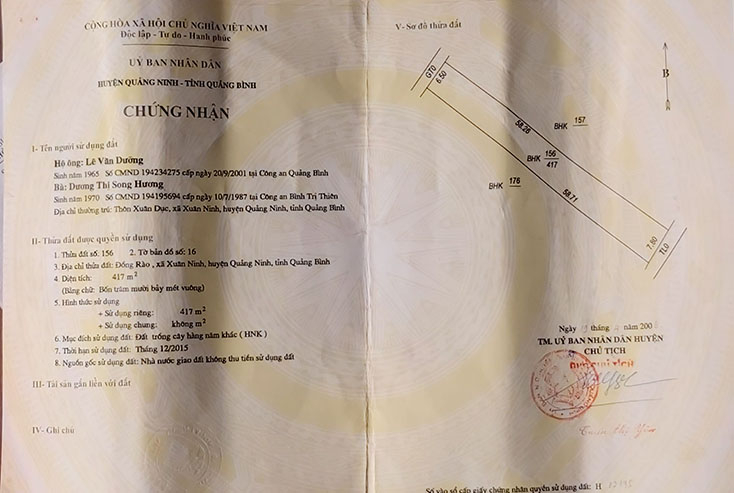 CỘNG HÒA XÃ HỘI CHỦ NGHĨA VIỆT NAM
Độc lập - Tự do - Hạnh phúc
UỶ BAN NHÂN DÂN
HUYỆN QUẢNG NINH - TỈNH QUẢNG BÌNH
CHỨNG NHẬN
I- Tên người sử dụng đất
Hộ ông: Lê Văn Dường
Sinh năm 1965 Số CMND 194234275 cấp ngày 20/9/2001 tại Công an Quảng Bình
Bà: Dương Thị Song Hương
Sinh năm 1970 Số CMND 194195694 cấp ngày 10/7/1987 tại Công an Bình Trị Thiên
Địa chỉ thường trú: Thôn Xuân Dục, xã Xuân Ninh, huyện Quảng Ninh, tỉnh Quảng Bình
II- Thửa đất được quyền sử dụng
1. Thửa đất số: 156 2. Tờ bản đồ số: 16
3. Địa chỉ thửa đất: Đồng Rào , xã Xuân Ninh, huyện Quảng Ninh, tỉnh Quảng Bình
4. Diện tích: 417 m2
(Bằng chữ: Bốn trăm mười bảy mét vuông)
5. Hình thức sử dụng
+ Sử dụng riêng: 417 m2
+ Sử dụng chung: không m2
6. Mục đích sử dụng đất: Đất trồng cây hàng năm khác ( HNK )
7. Thời hạn sử dụng đất: Tháng 12/2015
8. Nguồn gốc sử dụng đất: Nhà nước giao đất không thu tiền sử dụng đất
III- Tài sản gắn liền với đất
IV- Ghi chú
V- Sơ đồ thửa đất
GTĐ
6.50
B
58.26
BHK 157
BHK 156
417
BHK 176
58.71
7.80
TLĐ
Ngày tháng năm 200
TM. UỶ BAN NHÂN DÂN HUYỆN
CHỦ TỊCH
PHÓ CHỦ TỊCH
Số vào sổ cấp giấy chứng nhận quyền sử dụng đất: H